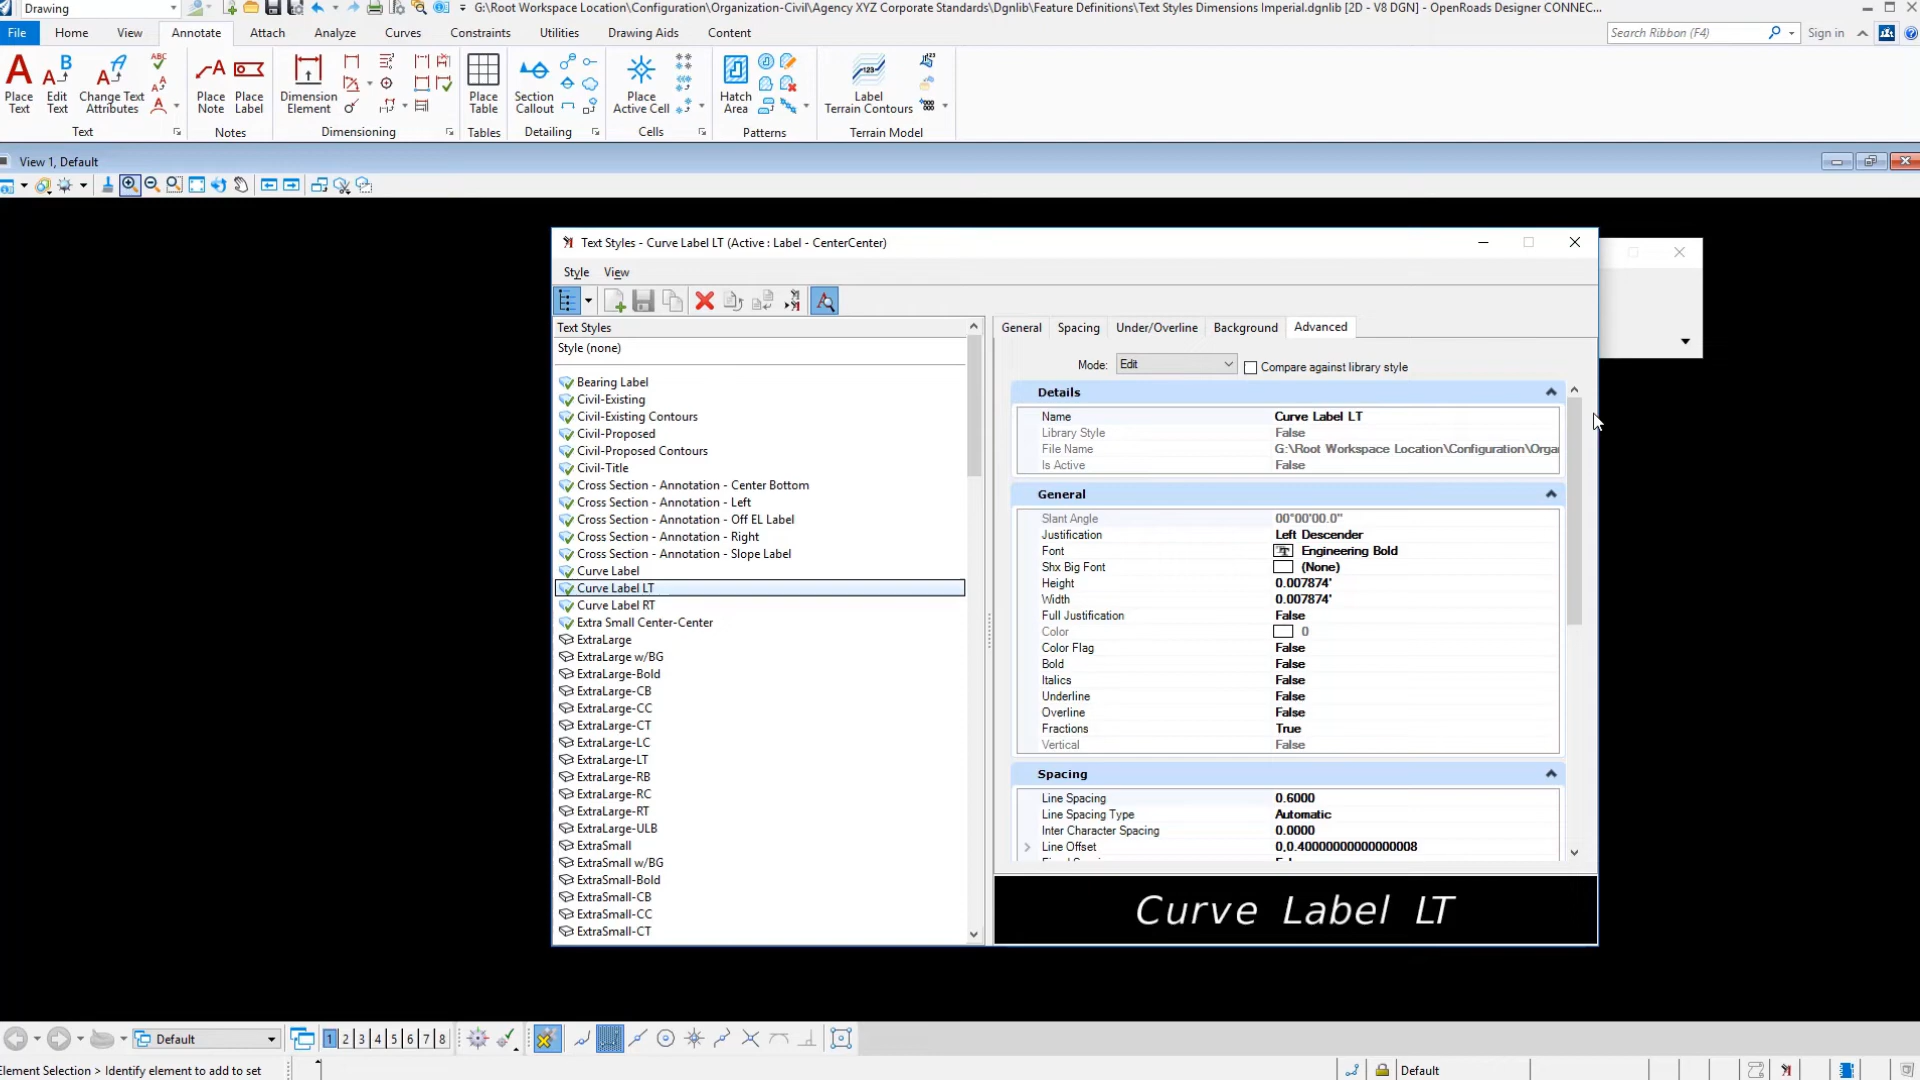 Drawing
G:\Root Workspace Location\Configuration\Organization-Civil\Agency XYZ Corporate Standards\Dgnlib\Feature Definitions\Text Styles Dimensions Imperial.dgnlib [2D - V8 DGN] - OpenRoads Designer CONNEC...
File Home View Annotate Attach Analyze Curves Constraints Utilities Drawing Aids Content
Search Ribbon (F4)
Sign in
Place Text
Edit Text
Change Text Attributes
Place Note
Place Label
Dimension Element
Place Table
Section Callout
Place Active Cell
Hatch Area
Label Terrain Contours
Text Notes Dimensioning Tables Detailing Cells Patterns Terrain Model
View 1, Default
Text Styles - Curve Label LT (Active : Label - CenterCenter)
Style View
Text Styles
Style (none)
Bearing Label
Civil-Existing
Civil-Existing Contours
Civil-Proposed
Civil-Proposed Contours
Civil-Title
Cross Section - Annotation - Center Bottom
Cross Section - Annotation - Left
Cross Section - Annotation - Off EL Label
Cross Section - Annotation - Right
Cross Section - Annotation - Slope Label
Curve Label
Curve Label LT
Curve Label RT
Extra Small Center-Center
ExtraLarge
ExtraLarge w/BG
ExtraLarge-Bold
ExtraLarge-CB
ExtraLarge-CC
ExtraLarge-CT
ExtraLarge-LC
ExtraLarge-LT
ExtraLarge-RB
ExtraLarge-RC
ExtraLarge-RT
ExtraLarge-ULB
ExtraSmall
ExtraSmall w/BG
ExtraSmall-Bold
ExtraSmall-CB
ExtraSmall-CC
ExtraSmall-CT
General Spacing Under/Overline Background Advanced
Mode: Edit Compare against library style
Details
Name Curve Label LT
Library Style False
File Name G:\Root Workspace Location\Configuration\Orga
Is Active False
General
Slant Angle 00°00'00.0"
Justification Left Descender
Font Engineering Bold
Shx Big Font (None)
Height 0.007874'
Width 0.007874'
Full Justification False
Color 0
Color Flag False
Bold False
Italics False
Underline False
Overline False
Fractions True
Vertical False
Spacing
Line Spacing 0.6000
Line Spacing Type Automatic
Inter Character Spacing 0.0000
Line Offset 0,0.40000000000000008
Curve Label LT
Default 1 2 3 4 5 6 7 8
Element Selection > Identify element to add to set
Default